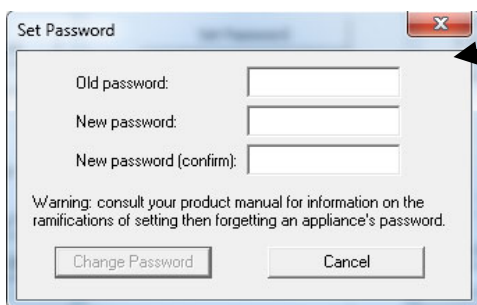 Set Password
Old password:
New password:
New password (confirm):
Warning: consult your product manual for information on the
ramifications of setting then forgetting an appliance's password.
Change Password
Cancel